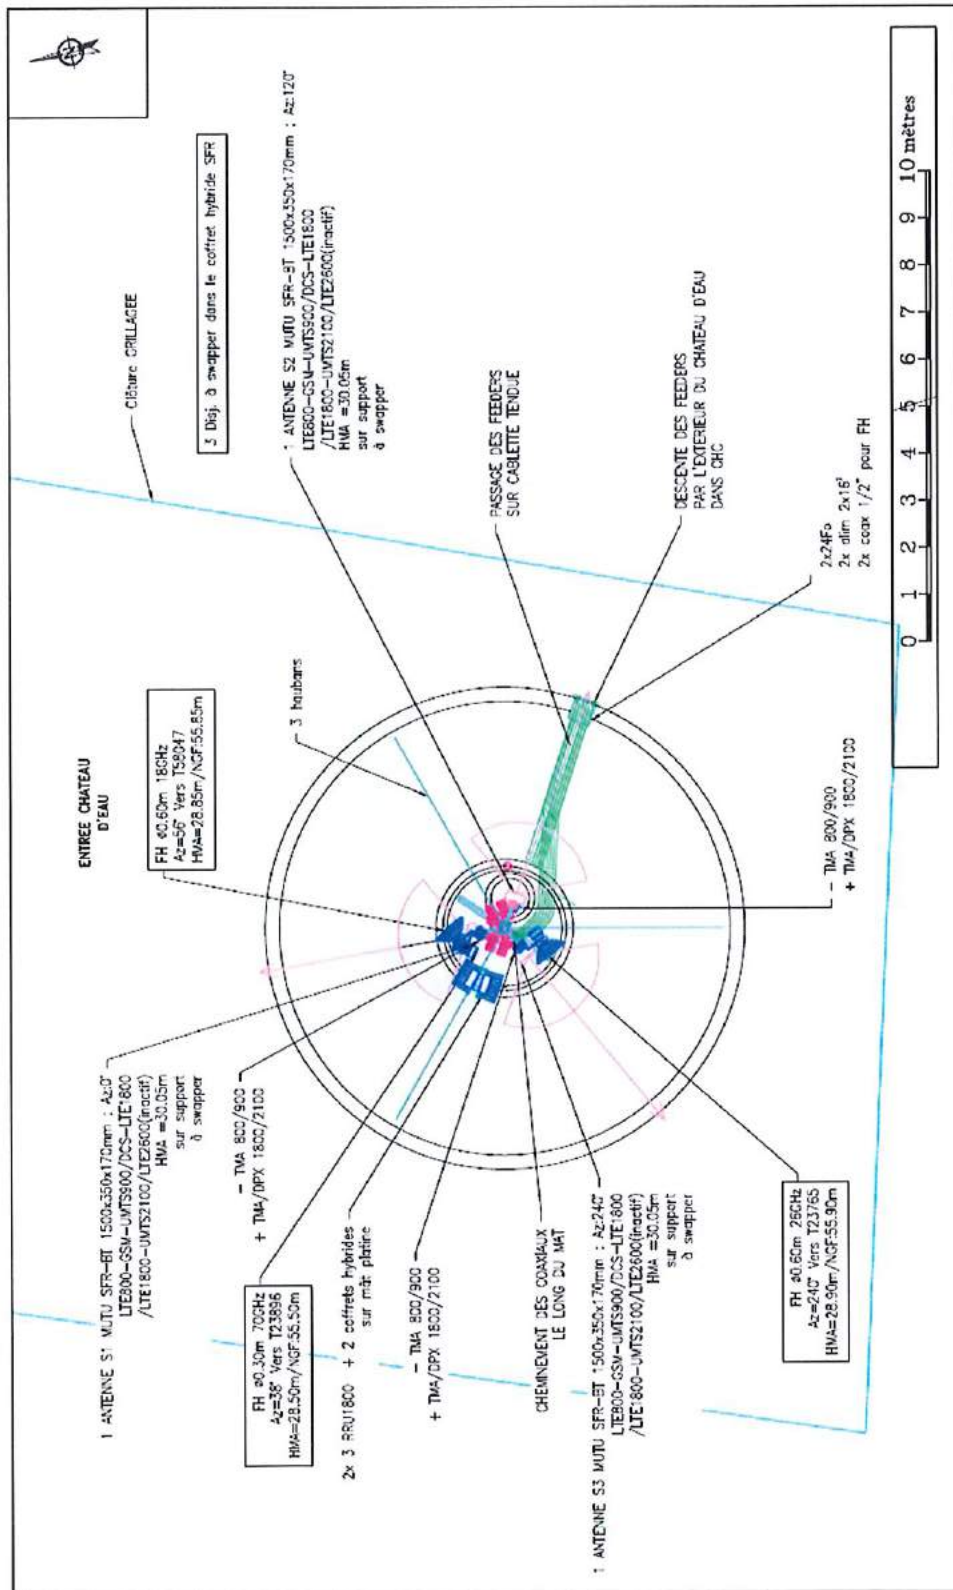 N
3 Disj. à swapper dans le coffret hybride SFR
Clôture GRILLAGEE
1 ANTENNE S2 MUTU SFR-BT 1500x350x170mm : Az:120°
LTE800-GSM-UMTS900/DCS-LTE1800
/LTE1800-UMTS2100/LTE2600(inactif)
HMA =30.05m
sur support
à swapper
ENTREE CHATEAU
D'EAU
FH ø0.60m 18GHz
Az=56° Vers T58047
HMA=28.85m/NGF:55.85m
3 haubans
PASSAGE DES FEEDERS
SUR CABLETTE TENDUE
DESCENTE DES FEEDERS
PAR L'EXTERIEUR DU CHATEAU D'EAU
DANS CHC
2x24Fo
2x alim 2x16²
2x coax 1/2" pour FH
1 ANTENNE S1 MUTU SFR-BT 1500x350x170mm : Az:0°
LTE800-GSM-UMTS900/DCS-LTE1800
/LTE1800-UMTS2100/LTE2600(inactif)
HMA =30.05m
sur support
à swapper
- TMA 800/900
+ TMA/DPX 1800/2100
FH ø0.30m 70GHz
Az=38° Vers T23896
HMA=28.50m/NGF:55.50m
2x 3 RRU1800 + 2 coffrets hybrides
sur mât platine
- TMA 800/900
+ TMA/DPX 1800/2100
CHEMINEMENT DES COAXIAUX
LE LONG DU MAT
1 ANTENNE S3 MUTU SFR-BT 1500x350x170mm : Az:240°
LTE800-GSM-UMTS900/DCS-LTE1800
/LTE1800-UMTS2100/LTE2600(inactif)
HMA =30.05m
sur support
à swapper
FH ø0.60m 26GHz
Az=240° Vers T23765
HMA=28.90m/NGF:55.90m
- TMA 800/900
+ TMA/DPX 1800/2100
0 1 2 3 4 5 6 7 8 9 10 mètres